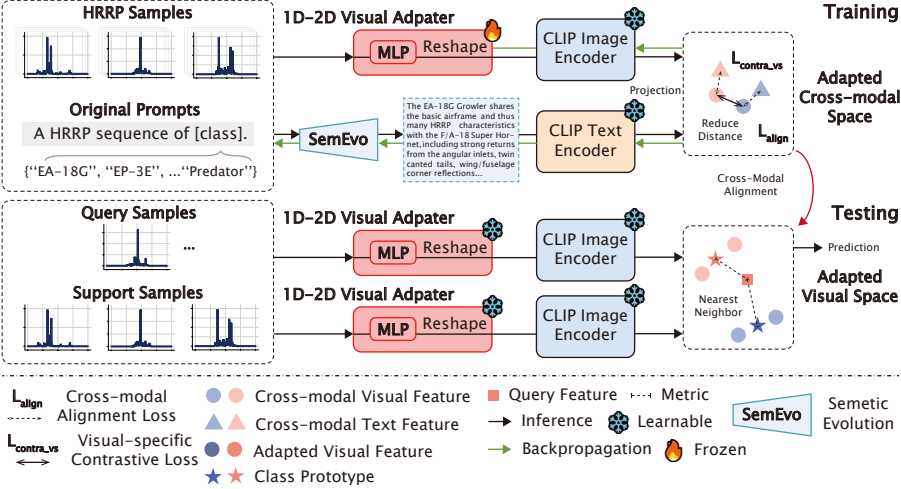 HRRP Samples
1D-2D Visual Adpater
Training
MLP Reshape
CLIP Image
Encoder
L contra_vs
Projection
Reduce
Distance
L align
Adapted
Cross-modal
Space
Original Prompts
A HRRP sequence of [class].
{“EA-18G”, “EP-3E”, ...“Predator”}
SemEvo
The EA-18G Growler shares
the basic airframe and thus
many HRRP characteristics
with the F/A-18 Super Hor-
net, including strong returns
from the angular inlets, twin
canted tails, wing/fuselage
corner reflections...
CLIP Text
Encoder
Cross-Modal
Alignment
Query Samples
...
1D-2D Visual Adpater
Testing
MLP Reshape
CLIP Image
Encoder
Prediction
Adapted
Visual Space
Nearest
Neighbor
Support Samples
1D-2D Visual Adpater
MLP Reshape
CLIP Image
Encoder
L align
Cross-modal
Alignment Loss
L contra_vs
Visual-specific
Contrastive Loss
Cross-modal Visual Feature
Cross-modal Text Feature
Adapted Visual Feature
Class Prototype
Query Feature
Metric
Inference
Learnable
Backpropagation
Frozen
SemEvo
Semetic
Evolution